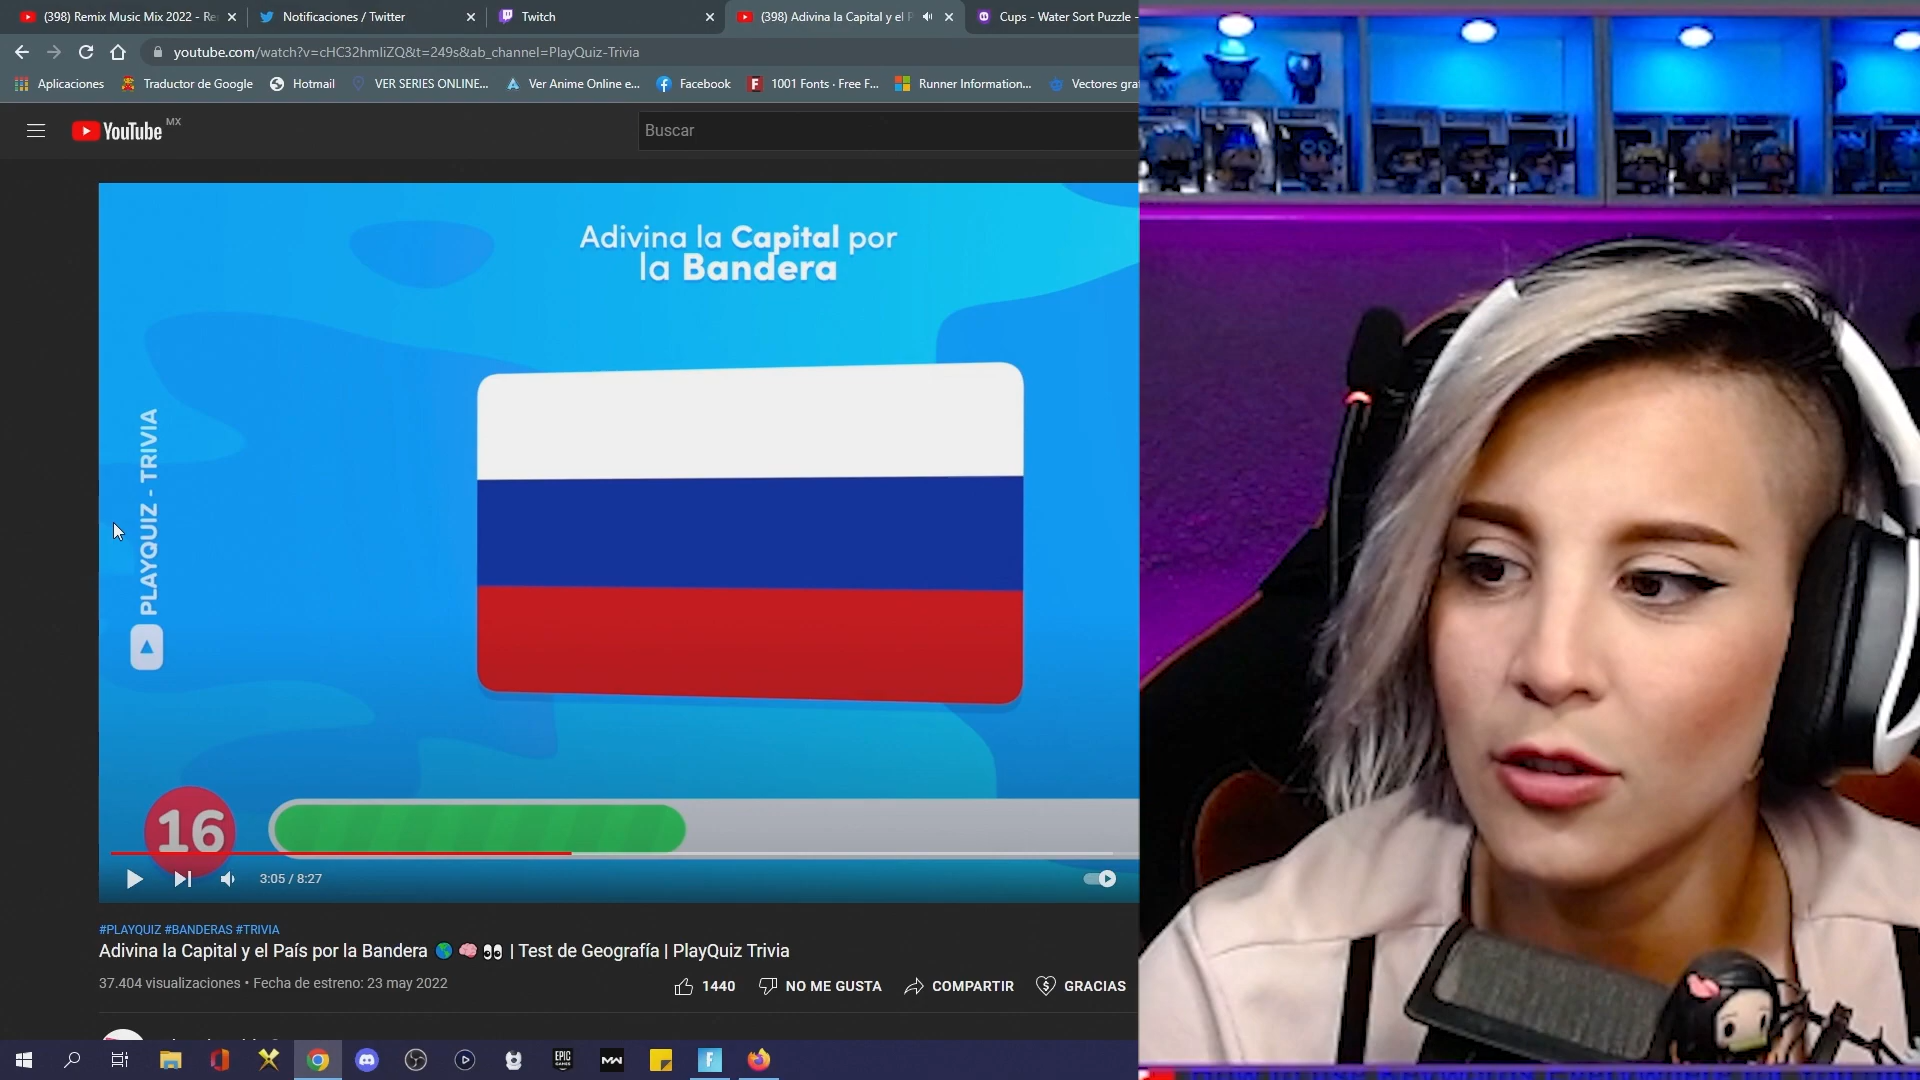 (398) Remix Music Mix 2022 - Re
Notificaciones / Twitter
Twitch
(398) Adivina la Capital y el P
Cups - Water Sort Puzzle -
youtube.com/watch?v=cHC32hmIiZQ&t=249s&ab_channel=PlayQuiz-Trivia
Aplicaciones
Traductor de Google
Hotmail
VER SERIES ONLINE...
Ver Anime Online e...
Facebook
1001 Fonts · Free F...
Runner Information...
Vectores grat
YouTube MX
Buscar
Adivina la Capital por
la Bandera
PLAYQUIZ - TRIVIA
16
3:05 / 8:27
#PLAYQUIZ #BANDERAS #TRIVIA
Adivina la Capital y el País por la Bandera 🌎 🧠 👀 | Test de Geografía | PlayQuiz Trivia
37.404 visualizaciones • Fecha de estreno: 23 may 2022
1440
NO ME GUSTA
COMPARTIR
GRACIAS
EPIC
GAMES